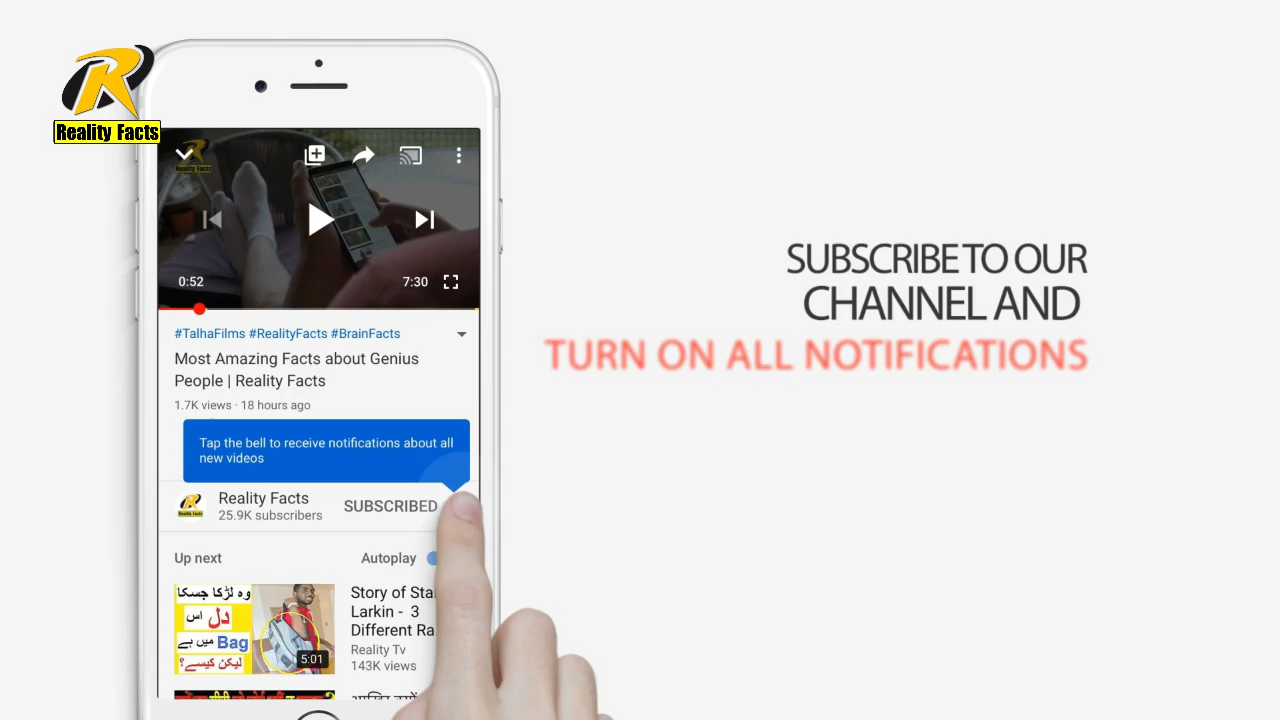 Reality Facts
0:52
7:30
#TalhaFilms #RealityFacts #BrainFacts
Most Amazing Facts about Genius
People | Reality Facts
1.7K views · 18 hours ago
Tap the bell to receive notifications about all
new videos
Reality Facts
25.9K subscribers
SUBSCRIBED
Up next
Autoplay
وہ لڑکا جسکا
دل اس
Bag میں ہے
لیکن کیسے؟
5:01
Story of Sta
Larkin - 3
Different Ra
Reality Tv
143K views
SUBSCRIBE TO OUR
CHANNEL AND
TURN ON ALL NOTIFICATIONS